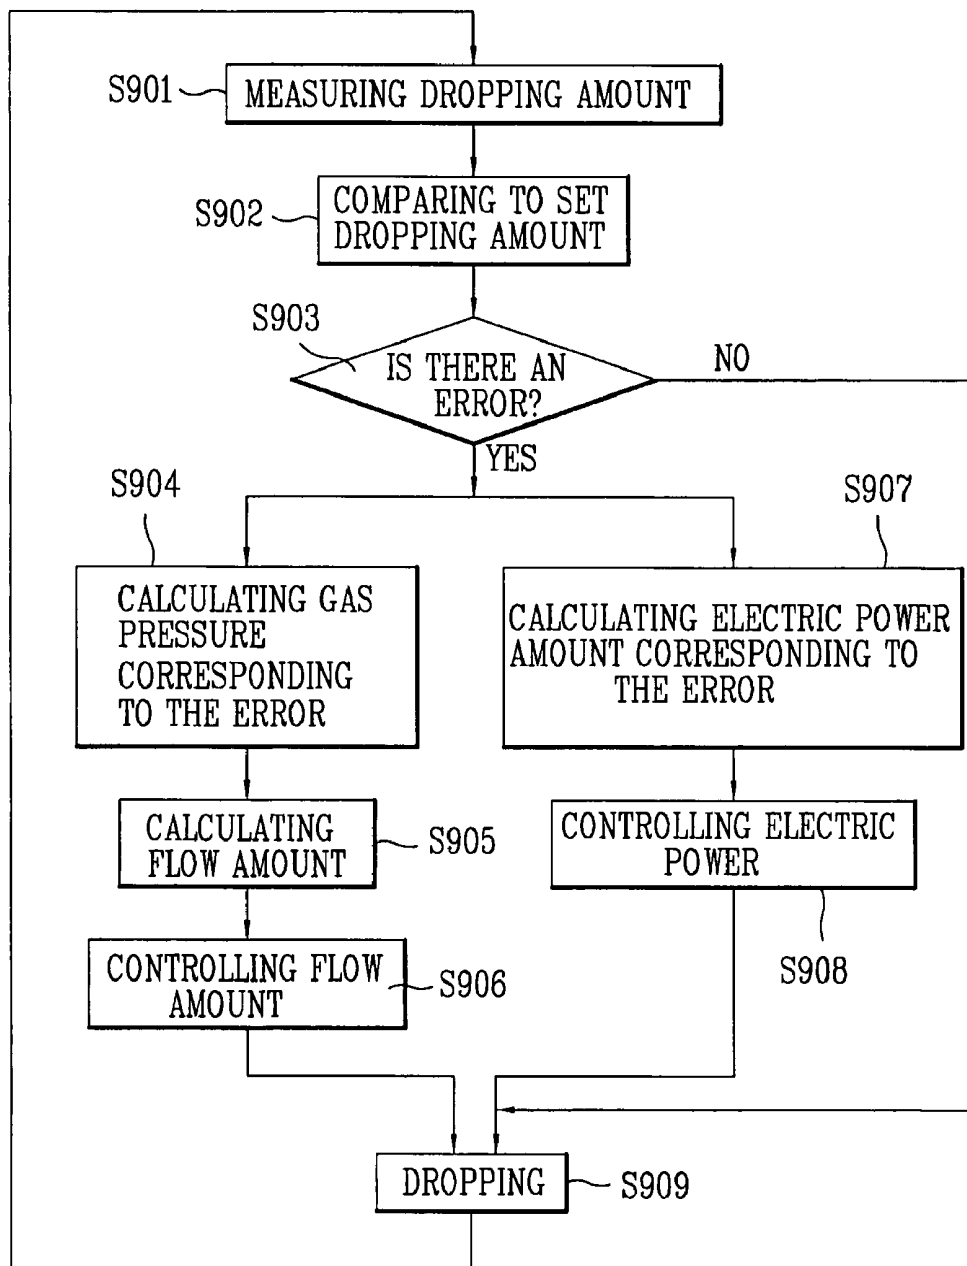 S901
MEASURING DROPPING AMOUNT
S902
COMPARING TO SET
DROPPING AMOUNT
S903
IS THERE AN
ERROR?
NO
YES
S904
CALCULATING GAS
PRESSURE
CORRESPONDING
TO THE ERROR
S907
CALCULATING ELECTRIC POWER
AMOUNT CORRESPONDING TO
THE ERROR
CALCULATING
FLOW AMOUNT
S905
CONTROLLING ELECTRIC
POWER
S908
CONTROLLING FLOW
AMOUNT
S906
DROPPING
S909